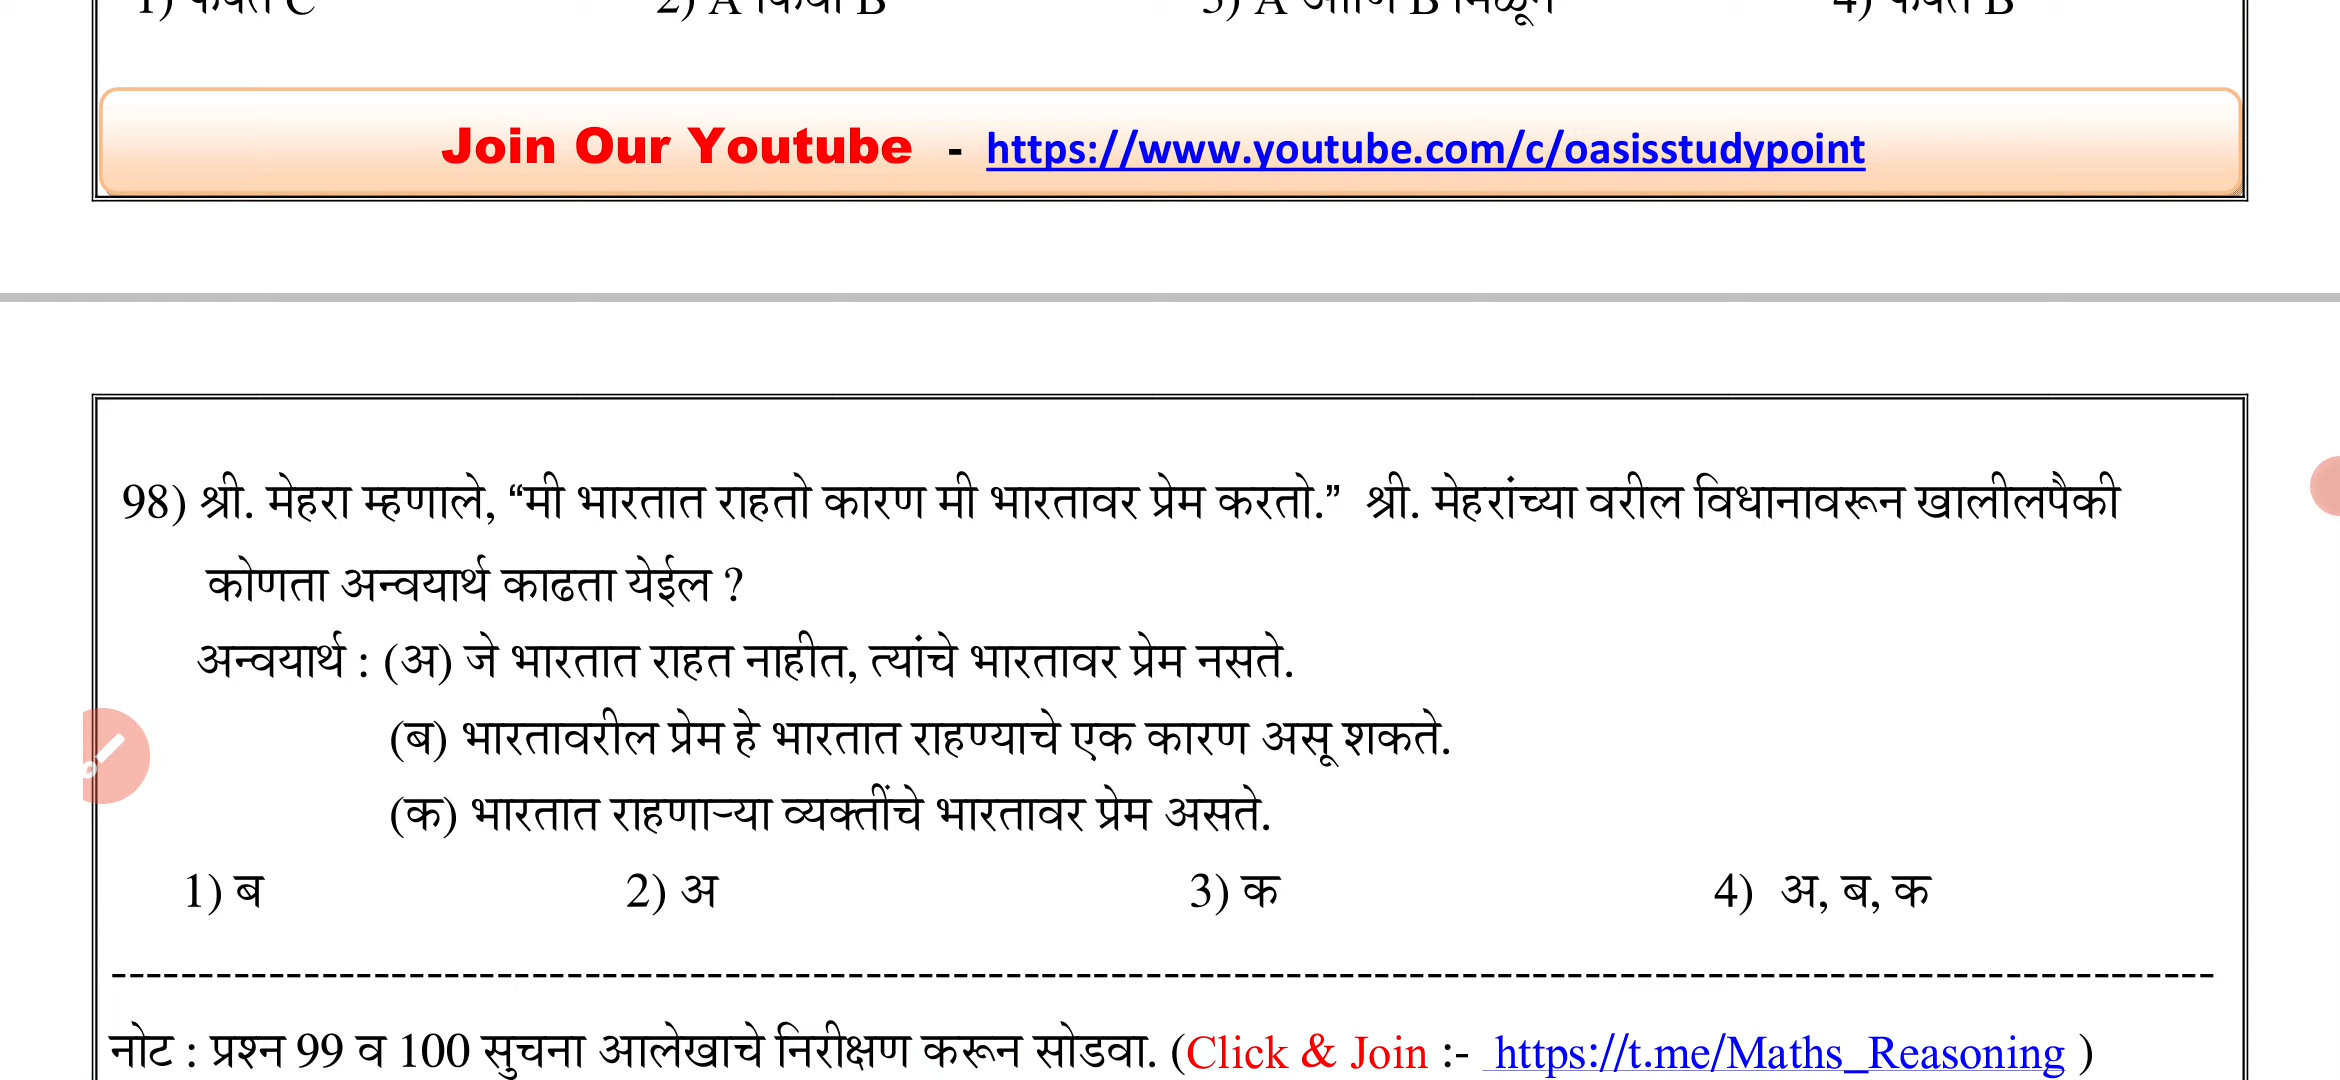 Join Our Youtube - https://www.youtube.com/c/oasisstudypoint
98) श्री. मेहरा म्हणाले, “मी भारतात राहतो कारण मी भारतावर प्रेम करतो.” श्री. मेहरांच्या वरील विधानावरून खालीलपैकी
कोणता अन्वयार्थ काढता येईल ?
अन्वयार्थ : (अ) जे भारतात राहत नाहीत, त्यांचे भारतावर प्रेम नसते.
(ब) भारतावरील प्रेम हे भारतात राहण्याचे एक कारण असू शकते.
(क) भारतात राहणाऱ्या व्यक्तींचे भारतावर प्रेम असते.
1) ब 2) अ 3) क 4) अ, ब, क
नोट : प्रश्न 99 व 100 सुचना आलेखाचे निरीक्षण करून सोडवा. (Click & Join :- https://t.me/Maths_Reasoning )